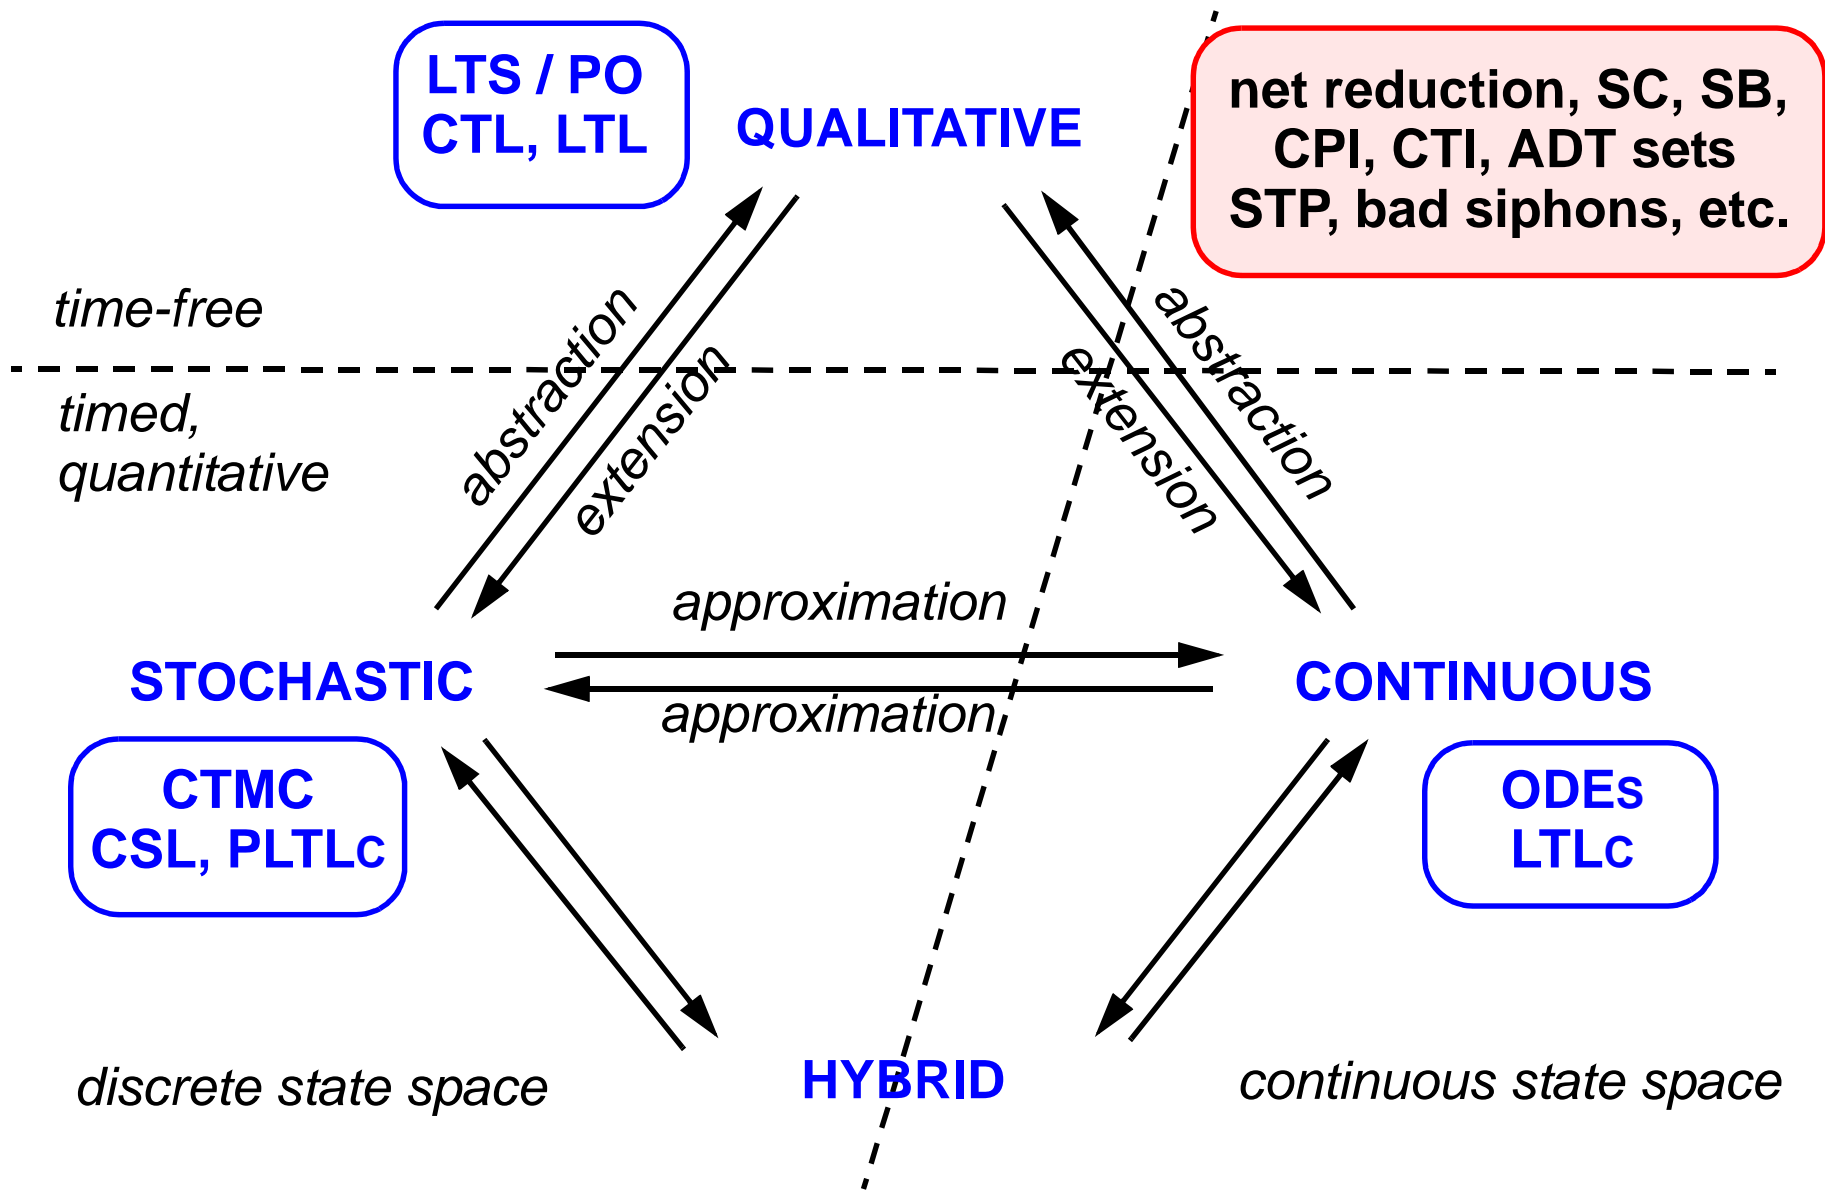 LTS / PO
CTL, LTL
QUALITATIVE
net reduction, SC, SB,
CPI, CTI, ADT sets
STP, bad siphons, etc.
time-free
timed,
quantitative
abstraction
extension
extension
abstraction
approximation
STOCHASTIC
CONTINUOUS
approximation
CTMC
CSL, PLTLC
ODES
LTLC
discrete state space
HYBRID
continuous state space